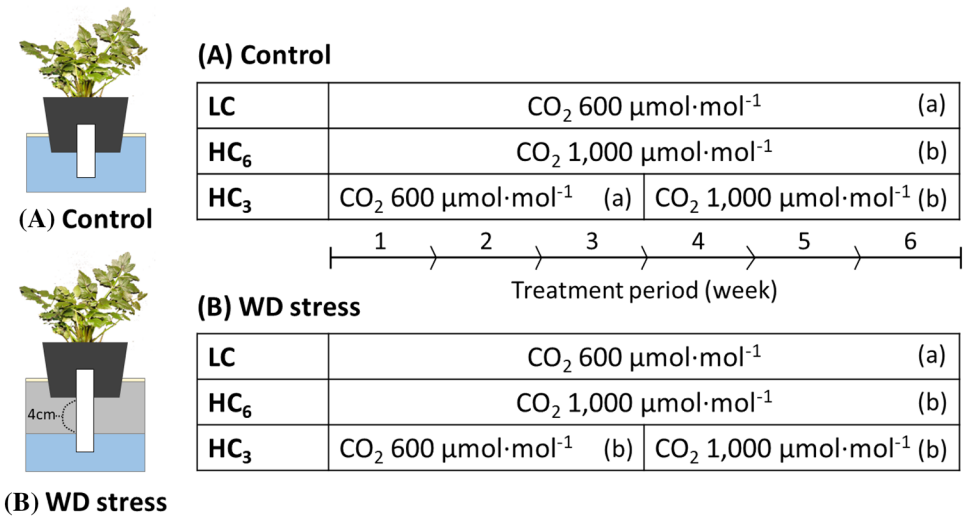 (A) Control
LC CO₂ 600 μmol·mol⁻¹ (a)
HC₆ CO₂ 1,000 μmol·mol⁻¹ (b)
HC₃ CO₂ 600 μmol·mol⁻¹ (a) CO₂ 1,000 μmol·mol⁻¹ (b)
(A) Control
1 2 3 4 5 6
Treatment period (week)
(B) WD stress
LC CO₂ 600 μmol·mol⁻¹ (a)
HC₆ CO₂ 1,000 μmol·mol⁻¹ (b)
4cm
HC₃ CO₂ 600 μmol·mol⁻¹ (b) CO₂ 1,000 μmol·mol⁻¹ (b)
(B) WD stress